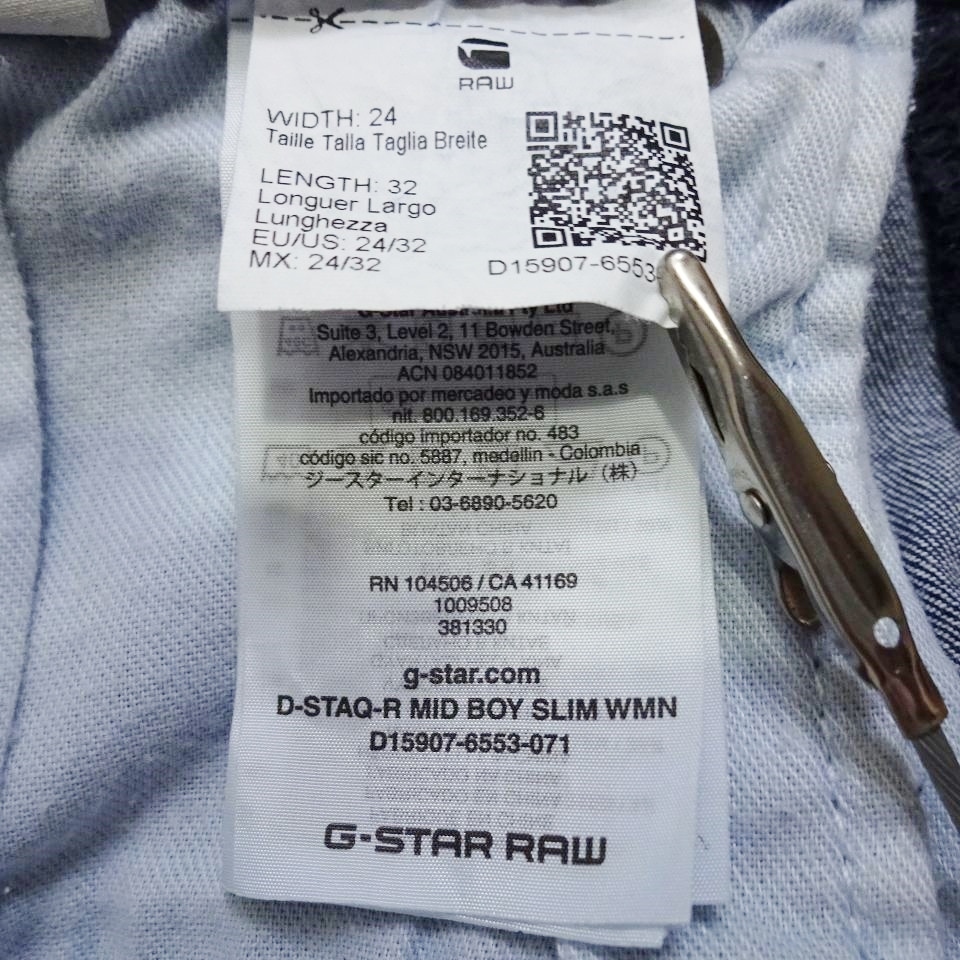 RAW
WIDTH: 24
Taille Talla Taglia Breite
LENGTH: 32
Longuer Largo
Lunghezza
EU/US: 24/32
MX: 24/32
D15907-6553-
G-Star Australia Pty Ltd
Suite 3, Level 2, 11 Bowden Street,
Alexandria, NSW 2015, Australia
ACN 084011852
Importado por mercadeo y moda s.a.s
nit. 800.169.352-6
código importador no. 483
código sic no. 5887, medellin - Colombia
ジースターインターナショナル（株）
Tel : 03-6890-5620
RN 104506 / CA 41169
1009508
381330
g-star.com
D-STAQ-R MID BOY SLIM WMN
D15907-6553-071
G-STAR RAW